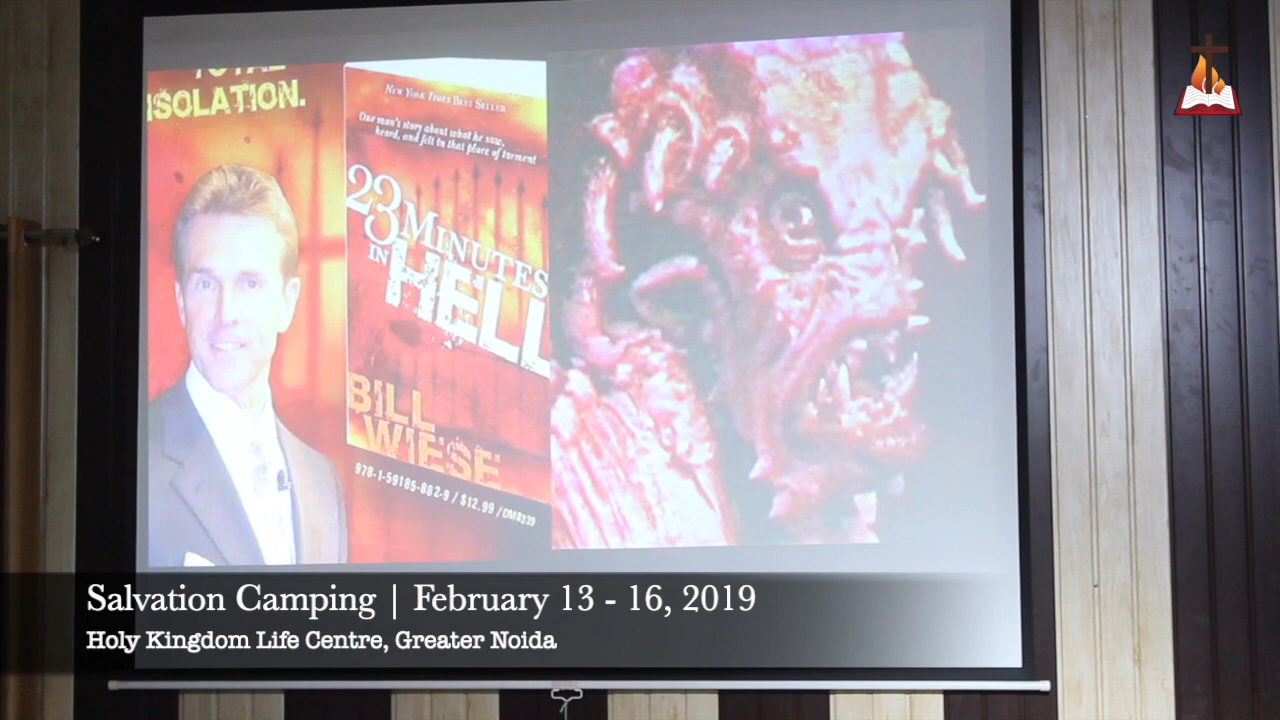 TOTAL
ISOLATION.
New York Times Best Seller
One man's story about what he saw,
heard, and felt in that place of torment
23 MINUTES
IN HELL
BILL
WIESE
978-1-59185-882-9 / $12.99 / OM8339
Salvation Camping | February 13 - 16, 2019
Holy Kingdom Life Centre, Greater Noida